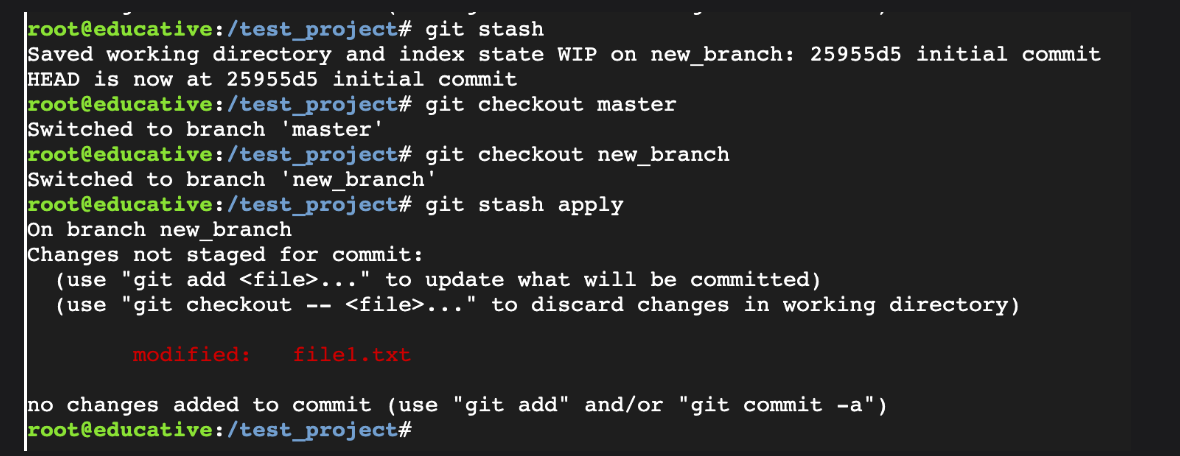 root@educative:/test_project# git stash
Saved working directory and index state WIP on new_branch: 25955d5 initial commit
HEAD is now at 25955d5 initial commit
root@educative:/test_project# git checkout master
Switched to branch 'master'
root@educative:/test_project# git checkout new_branch
Switched to branch 'new_branch'
root@educative:/test_project# git stash apply
On branch new_branch
Changes not staged for commit:
  (use "git add <file>..." to update what will be committed)
  (use "git checkout -- <file>..." to discard changes in working directory)
        modified:   file1.txt
no changes added to commit (use "git add" and/or "git commit -a")
root@educative:/test_project#